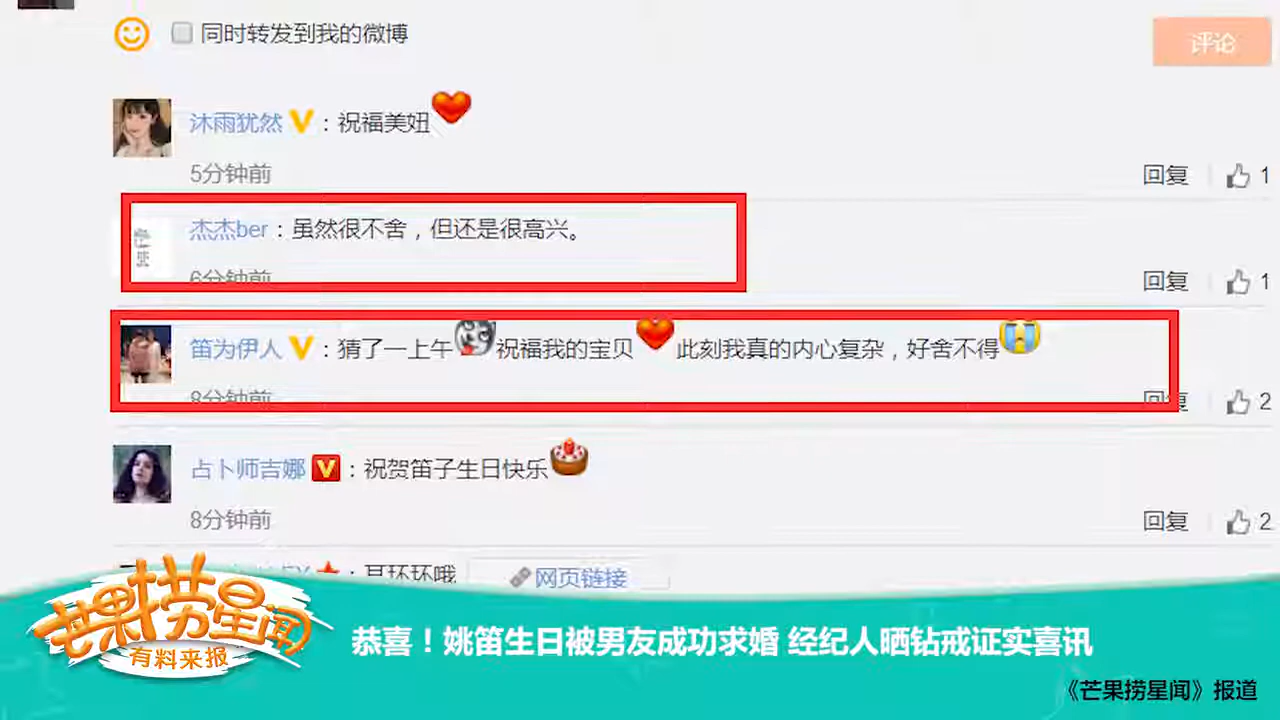 同时转发到我的微博
评论
沐雨犹然 V：祝福美妞
5分钟前
回复 1
杰杰ber：虽然很不舍，但还是很高兴。
6分钟前
回复 1
笛为伊人 V：猜了一上午 祝福我的宝贝 此刻我真的内心复杂，好舍不得
8分钟前
回复 2
占卜师吉娜 V：祝贺笛子生日快乐
8分钟前
回复 2
：耳环环哦 网页链接
芒果捞星闻
有料来报
恭喜！姚笛生日被男友成功求婚 经纪人晒钻戒证实喜讯
《芒果捞星闻》报道